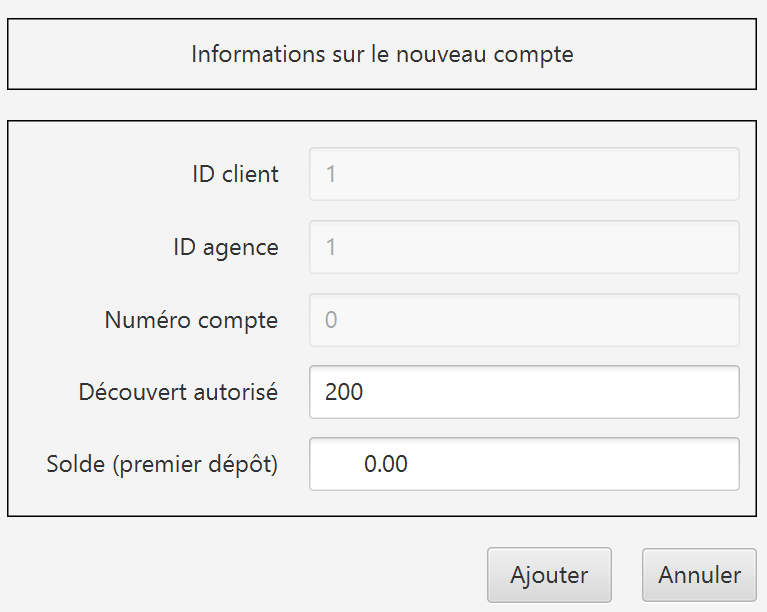 Informations sur le nouveau compte
ID client 1
ID agence 1
Numéro compte 0
Découvert autorisé 200
Solde (premier dépôt) 0.00
Ajouter Annuler